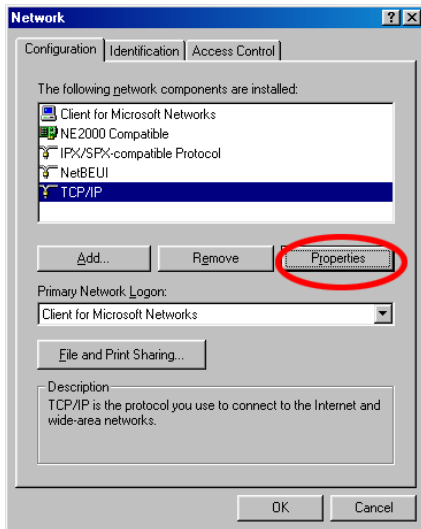 Network
Configuration Identification Access Control
The following network components are installed:
Client for Microsoft Networks
NE2000 Compatible
IPX/SPX-compatible Protocol
NetBEUI
TCP/IP
Add... Remove Properties
Primary Network Logon:
Client for Microsoft Networks
File and Print Sharing...
Description
TCP/IP is the protocol you use to connect to the Internet and
wide-area networks.
OK Cancel